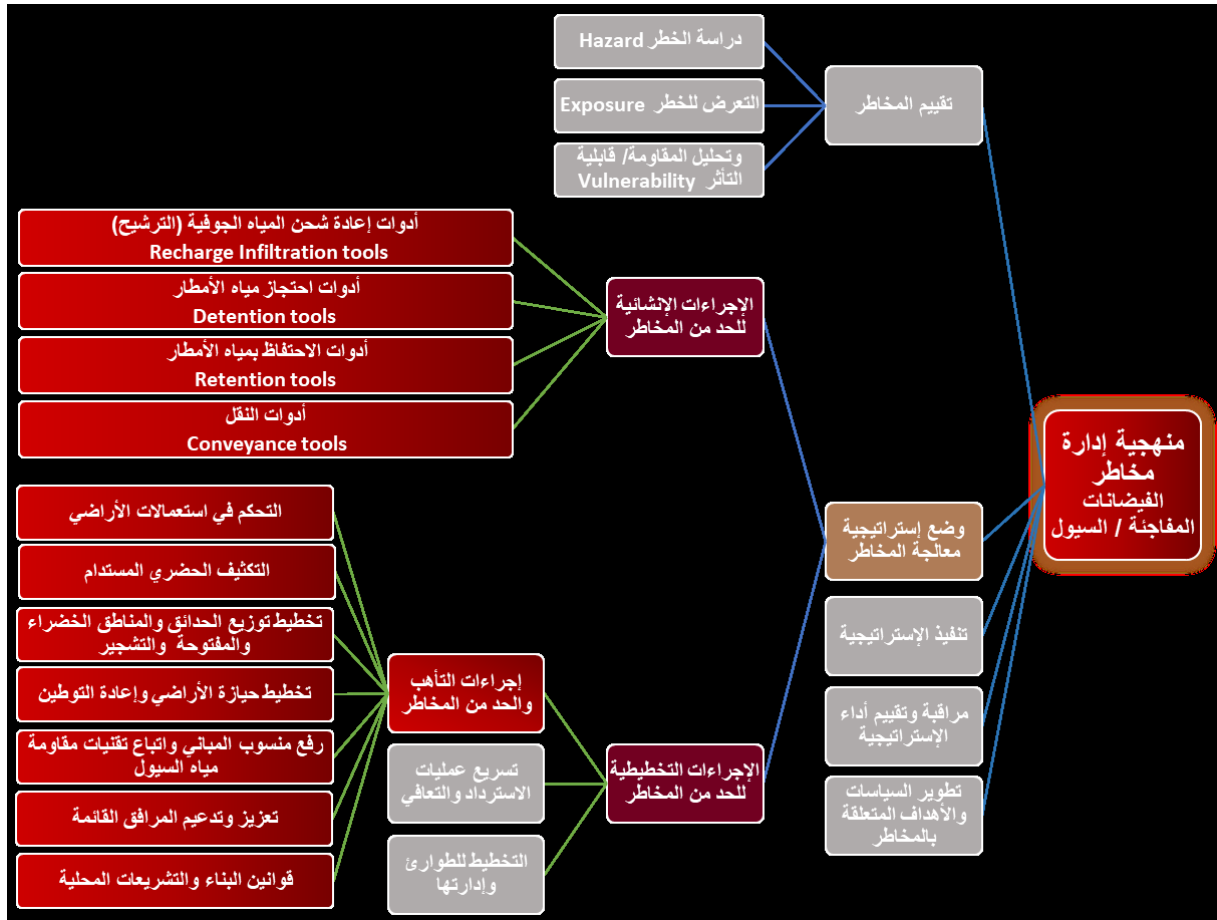 منهجية إدارة
مخاطر
الفيضانات
المفاجئة / السيول
تقييم المخاطر
دراسة الخطر Hazard
التعرض للخطر Exposure
وتحليل المقاومة/ قابلية
التأثر Vulnerability
وضع إستراتيجية
معالجة المخاطر
الإجراءات الإنشائية
للحد من المخاطر
أدوات إعادة شحن المياه الجوفية (الترشيح)
Recharge Infiltration tools
أدوات احتجاز مياه الأمطار
Detention tools
أدوات الاحتفاظ بمياه الأمطار
Retention tools
أدوات النقل
Conveyance tools
الإجراءات التخطيطية
للحد من المخاطر
إجراءات التأهب
والحد من المخاطر
التحكم في استعمالات الأراضي
التكثيف الحضري المستدام
تخطيط توزيع الحدائق والمناطق الخضراء
والمفتوحة والتشجير
تخطيط حيازة الأراضي وإعادة التوطين
رفع منسوب المباني واتباع تقنيات مقاومة
مياه السيول
تعزيز وتدعيم المرافق القائمة
قوانين البناء والتشريعات المحلية
تسريع عمليات
الاسترداد والتعافي
التخطيط للطوارئ
وإدارتها
تنفيذ الإستراتيجية
مراقبة وتقييم أداء
الإستراتيجية
تطوير السياسات
والأهداف المتعلقة
بالمخاطر